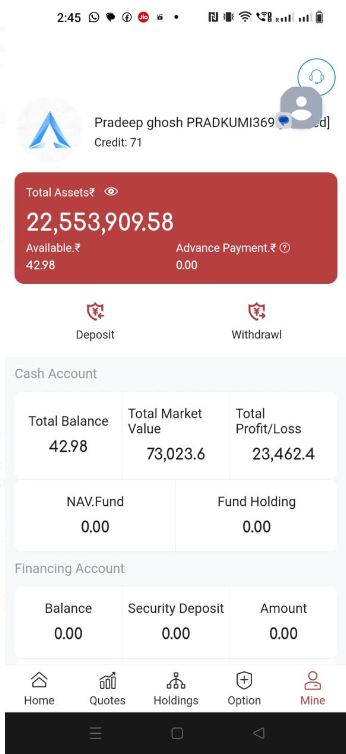 2:45
Jio
Pradeep ghosh PRADKUMI369 ed]
Credit: 71
Total Assets₹
22,553,909.58
Available.₹ Advance Payment.₹
42.98 0.00
Deposit Withdrawl
Cash Account
Total Balance Total Market Value Total Profit/Loss
42.98 73,023.6 23,462.4
NAV.Fund Fund Holding
0.00 0.00
Financing Account
Balance Security Deposit Amount
0.00 0.00 0.00
Home Quotes Holdings Option Mine